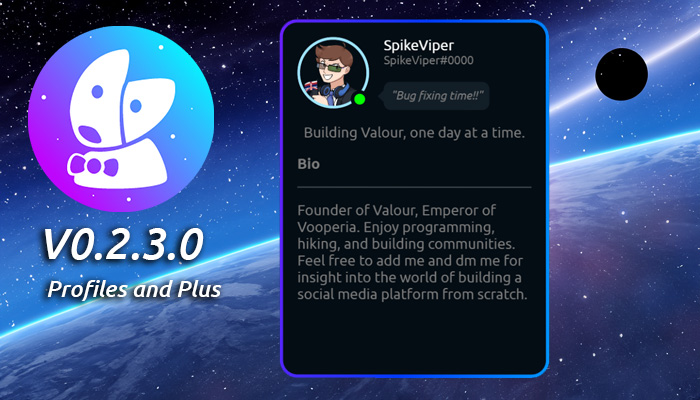 V0.2.3.0
Profiles and Plus
SpikeViper
SpikeViper#0000
"Bug fixing time!!"
Building Valour, one day at a time.
Bio
Founder of Valour, Emperor of
Vooperia. Enjoy programming,
hiking, and building communities.
Feel free to add me and dm me for
insight into the world of building a
social media platform from scratch.